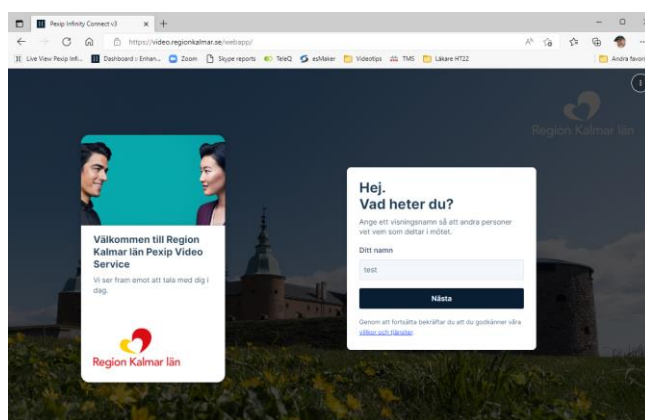 Pexip Infinity Connect v3
https://video.regionkalmar.se/webapp/
Live View Pexip Infi...
Dashboard :: Enhan...
Zoom
Skype reports
TeleQ
esMaker
Videotips
TMS
Läkare HT22
Andra favori
Region Kalmar län
Välkommen till Region
Kalmar län Pexip Video
Service
Vi ser fram emot att tala med dig i
dag.
Region Kalmar län
Hej.
Vad heter du?
Ange ett visningsnamn så att andra personer
vet vem som deltar i mötet.
Ditt namn
test
Nästa
Genom att fortsätta bekräftar du att du godkänner våra
villkor och tjänster.